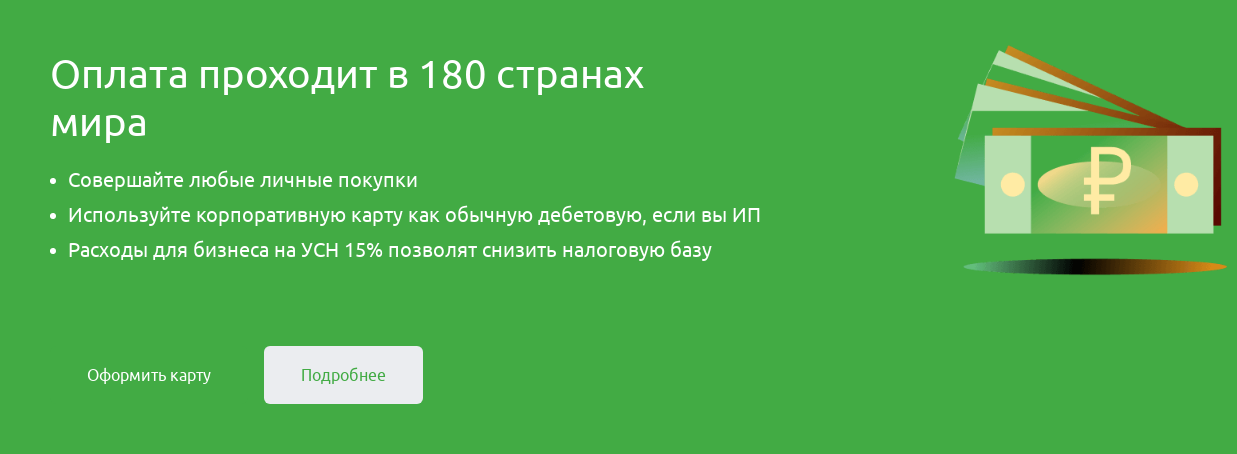 Оплата проходит в 180 странах
мира
Совершайте любые личные покупки
Используйте корпоративную карту как обычную дебетовую, если вы ИП
Расходы для бизнеса на УСН 15% позволят снизить налоговую базу
Оформить карту
Подробнее